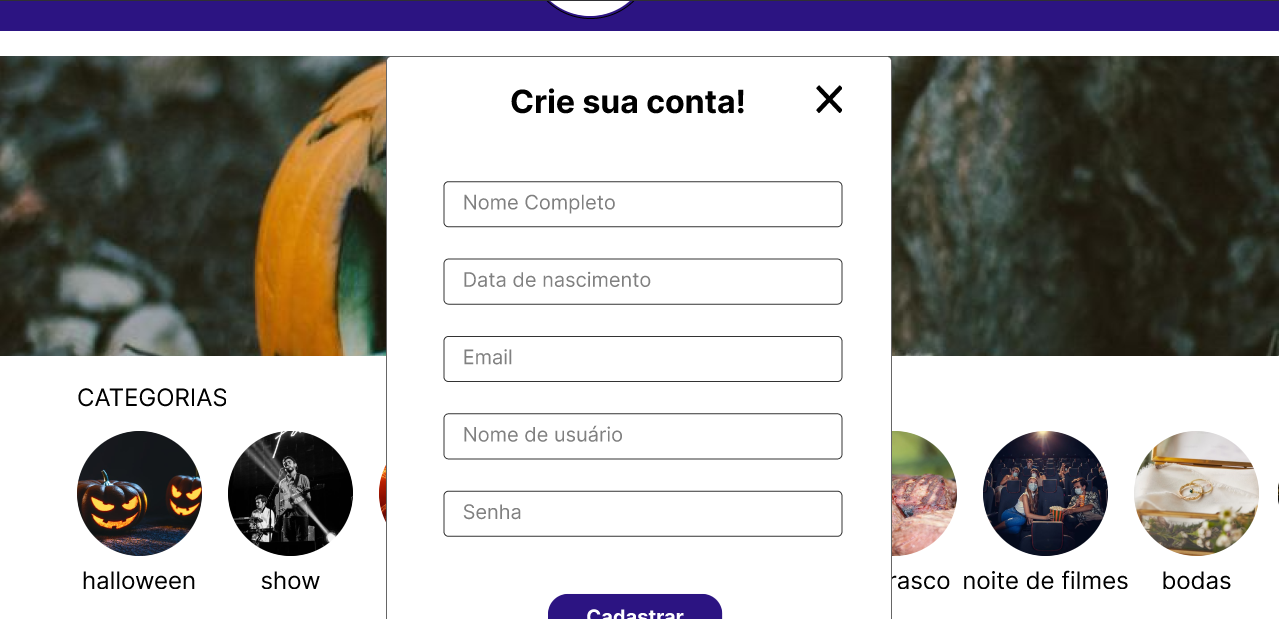 Crie sua conta!
Nome Completo
Data de nascimento
Email
Nome de usuário
Senha
Cadastrar
CATEGORIAS
halloween
show
rasco
noite de filmes
bodas